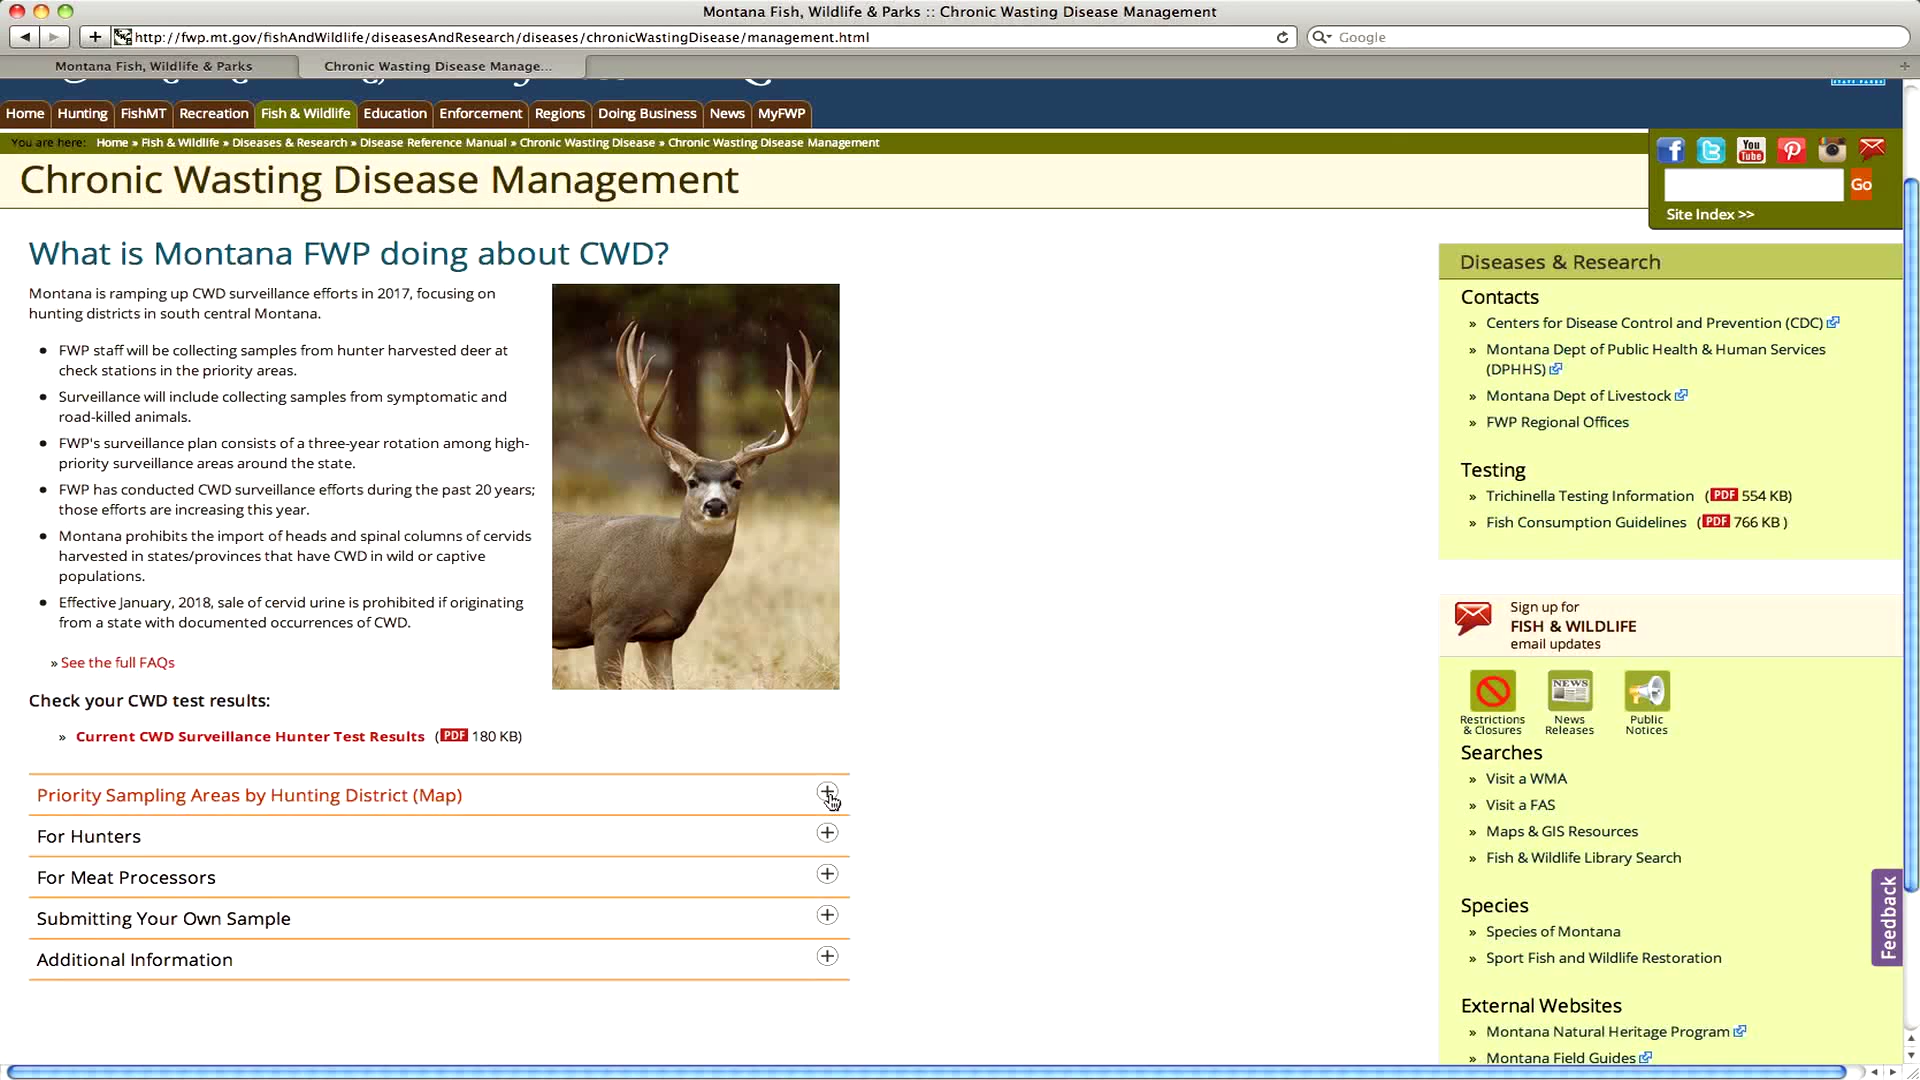 Montana Fish, Wildlife & Parks :: Chronic Wasting Disease Management
http://fwp.mt.gov/fishAndWildlife/diseasesAndResearch/diseases/chronicWastingDisease/management.html
Google
Montana Fish, Wildlife & Parks
Chronic Wasting Disease Manage...
Home Hunting FishMT Recreation Fish & Wildlife Education Enforcement Regions Doing Business News MyFWP
You are here: Home » Fish & Wildlife » Diseases & Research » Disease Reference Manual » Chronic Wasting Disease » Chronic Wasting Disease Management
Chronic Wasting Disease Management
You Tube
Go
Site Index >>
What is Montana FWP doing about CWD?
Montana is ramping up CWD surveillance efforts in 2017, focusing on
hunting districts in south central Montana.
FWP staff will be collecting samples from hunter harvested deer at
check stations in the priority areas.
Surveillance will include collecting samples from symptomatic and
road-killed animals.
FWP's surveillance plan consists of a three-year rotation among high-
priority surveillance areas around the state.
FWP has conducted CWD surveillance efforts during the past 20 years;
those efforts are increasing this year.
Montana prohibits the import of heads and spinal columns of cervids
harvested in states/provinces that have CWD in wild or captive
populations.
Effective January, 2018, sale of cervid urine is prohibited if originating
from a state with documented occurrences of CWD.
» See the full FAQs
Check your CWD test results:
» Current CWD Surveillance Hunter Test Results (PDF 180 KB)
Priority Sampling Areas by Hunting District (Map)
For Hunters
For Meat Processors
Submitting Your Own Sample
Additional Information
Diseases & Research
Contacts
» Centers for Disease Control and Prevention (CDC)
» Montana Dept of Public Health & Human Services
(DPHHS)
» Montana Dept of Livestock
» FWP Regional Offices
Testing
» Trichinella Testing Information (PDF 554 KB)
» Fish Consumption Guidelines (PDF 766 KB )
Sign up for
FISH & WILDLIFE
email updates
NEWS
Restrictions
& Closures
News
Releases
Public
Notices
Searches
» Visit a WMA
» Visit a FAS
» Maps & GIS Resources
» Fish & Wildlife Library Search
Species
» Species of Montana
» Sport Fish and Wildlife Restoration
External Websites
» Montana Natural Heritage Program
» Montana Field Guides
Feedback